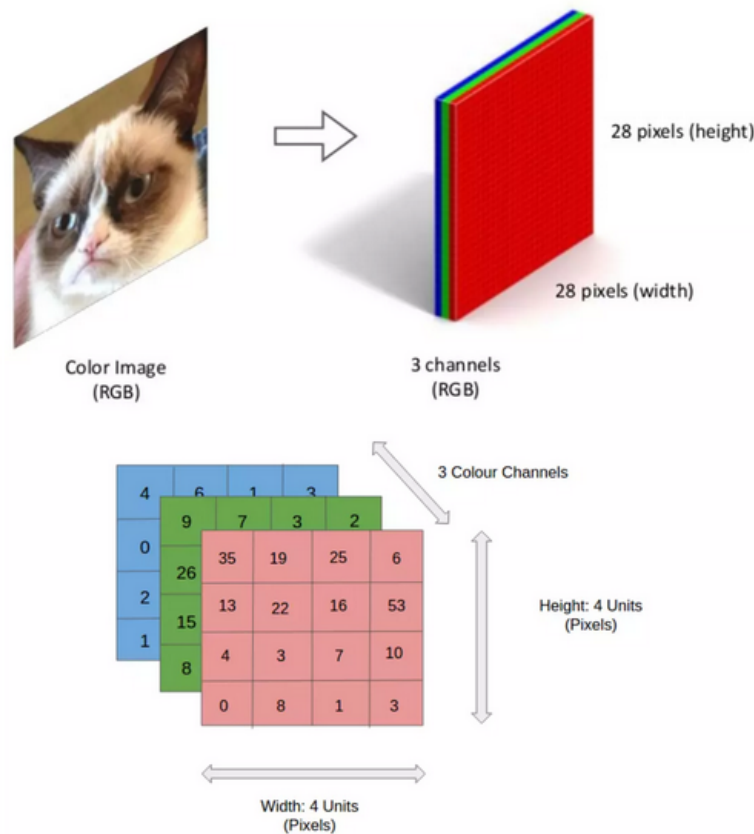 28 pixels (height)
28 pixels (width)
Color Image
(RGB)
3 channels
(RGB)
3 Colour Channels
4 6 1 3
9 7 3 2
0
35 19 25 6
26
2
13 22 16 53
15
1
4 3 7 10
8
0 8 1 3
Height: 4 Units
(Pixels)
Width: 4 Units
(Pixels)